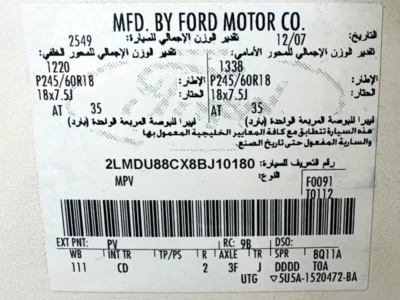 MFD. BY FORD MOTOR CO.
التاريخ: 12/07 تقدير الوزن الإجمالي للسيارة: 2549
تقدير الوزن الإجمالي للمحور الأمامي: 1338 تقدير الوزن الإجمالي للمحور الخلفي: 1220
الإطار: P245/60R18 الإطار: P245/60R18
الحتار: 18x7.5J الحتار: 18x7.5J
AT 35 ليبرا للبوصة المربعة الواحدة (بارد) AT 35 ليبرا للبوصة المربعة الواحدة (بارد)
هذه السيارة تتطابق مع كافة المعايير الخليجية المعمول بها
والسارية المفعول حتى تاريخ الصنع.
رقم التعريف للسيارة: 2LMDU88CX8BJ10180
النوع: MPV
F0091
T0112
EXT PNT: PV RC: 9B DSO:
WB INT TR TP/PS R AXLE TR SPR 8Q11A
111 CD 2 3F J DDDD T0A
UTG 5U5A-1520472-BA